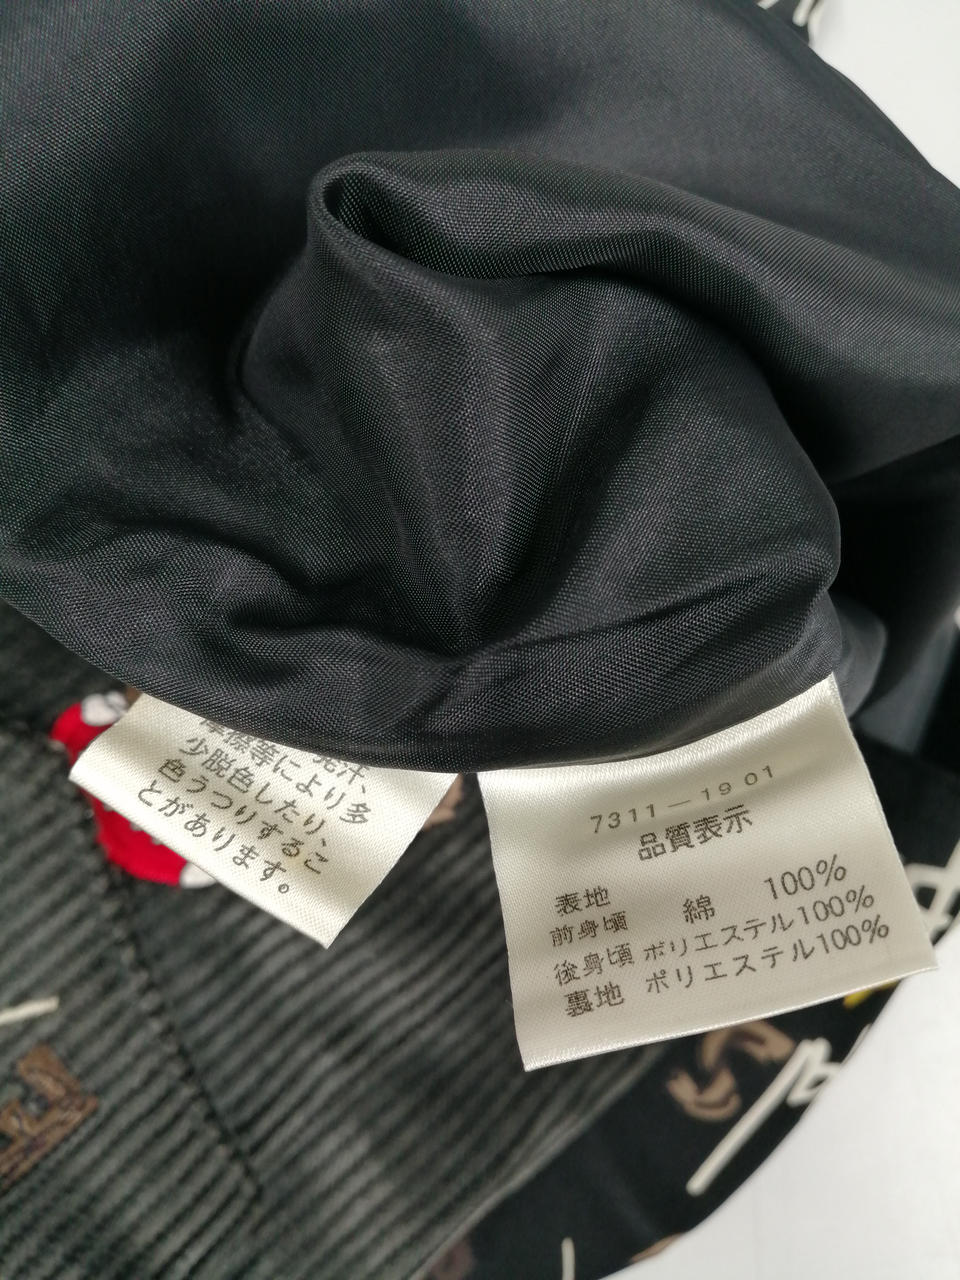 摩擦等により多
少脱色したり、
色うつりするこ
とがあります。
7311-19 01
品質表示
表地
前身頃 綿 100%
後身頃 ポリエステル100%
裏地 ポリエステル100%